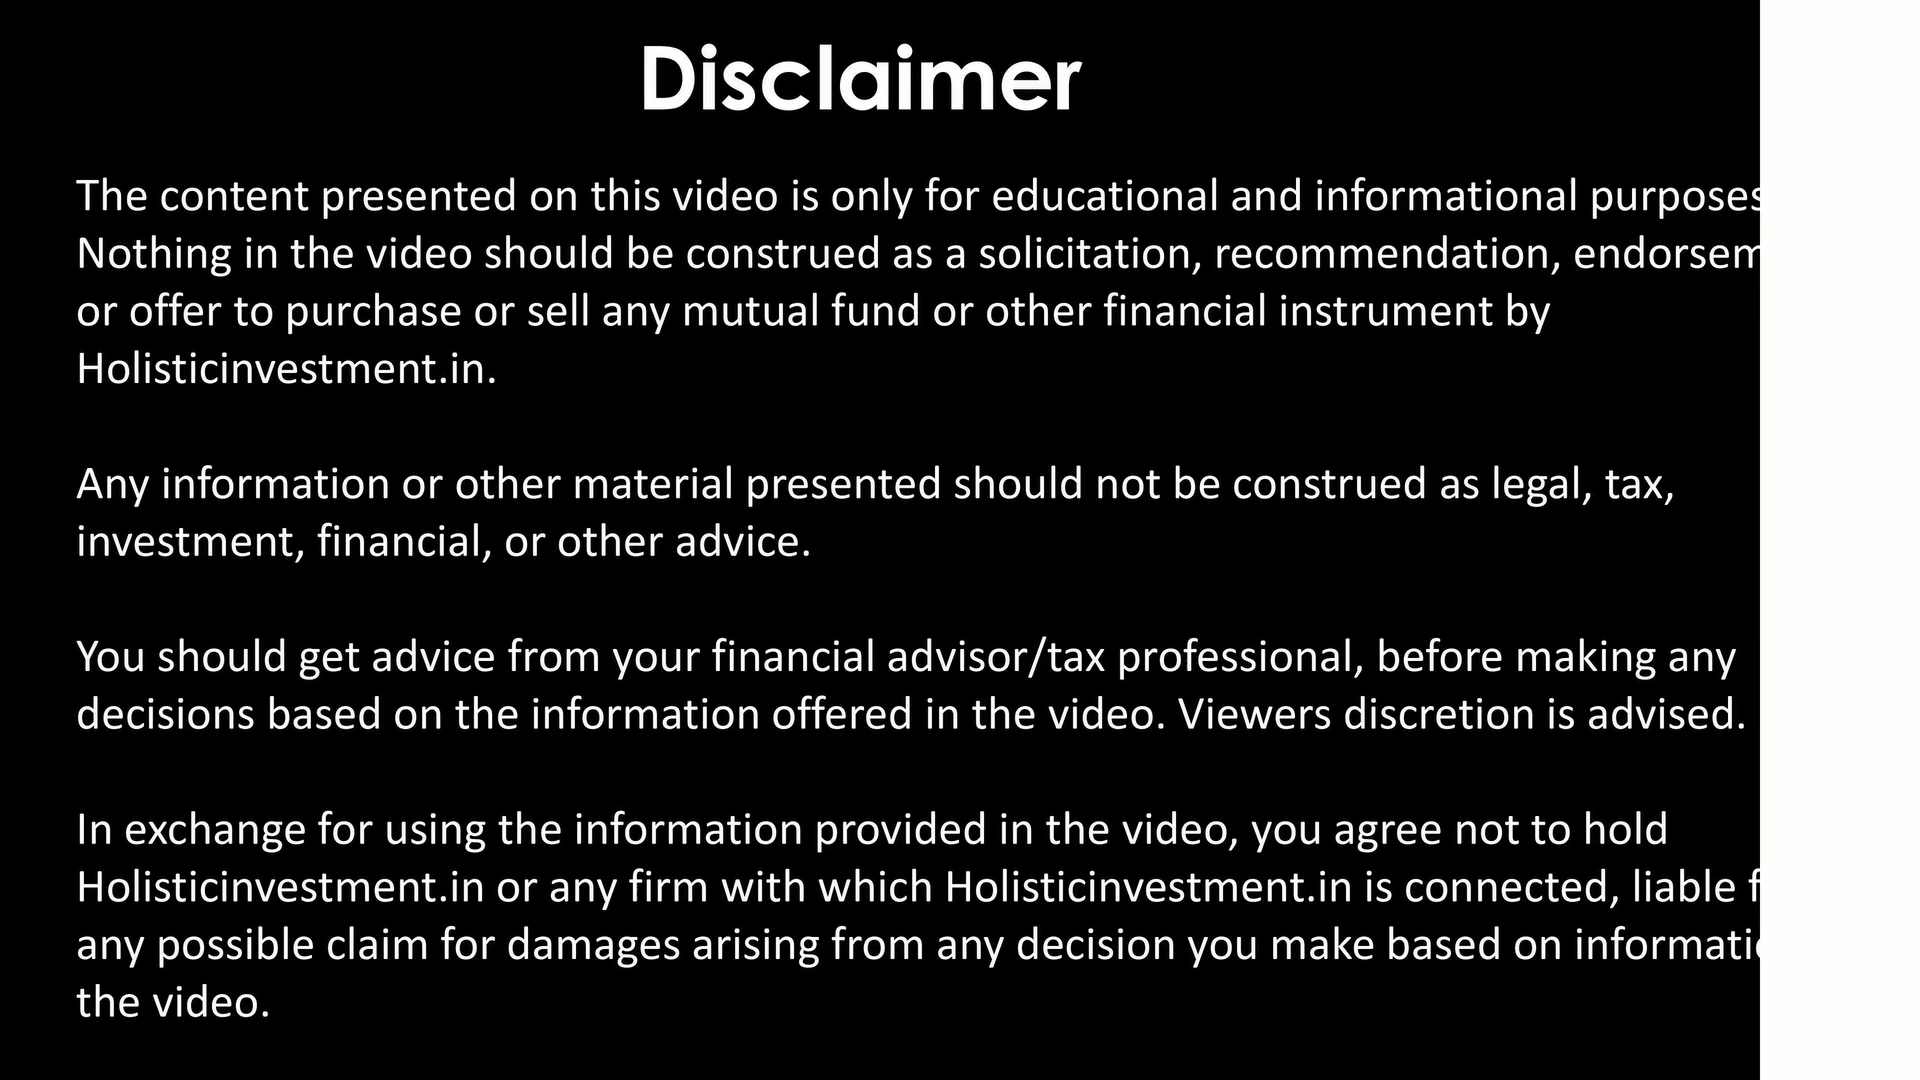 Disclaimer
The content presented on this video is only for educational and informational purposes
Nothing in the video should be construed as a solicitation, recommendation, endorsem
or offer to purchase or sell any mutual fund or other financial instrument by
Holisticinvestment.in.
Any information or other material presented should not be construed as legal, tax,
investment, financial, or other advice.
You should get advice from your financial advisor/tax professional, before making any
decisions based on the information offered in the video. Viewers discretion is advised.
In exchange for using the information provided in the video, you agree not to hold
Holisticinvestment.in or any firm with which Holisticinvestment.in is connected, liable f
any possible claim for damages arising from any decision you make based on informati
the video.